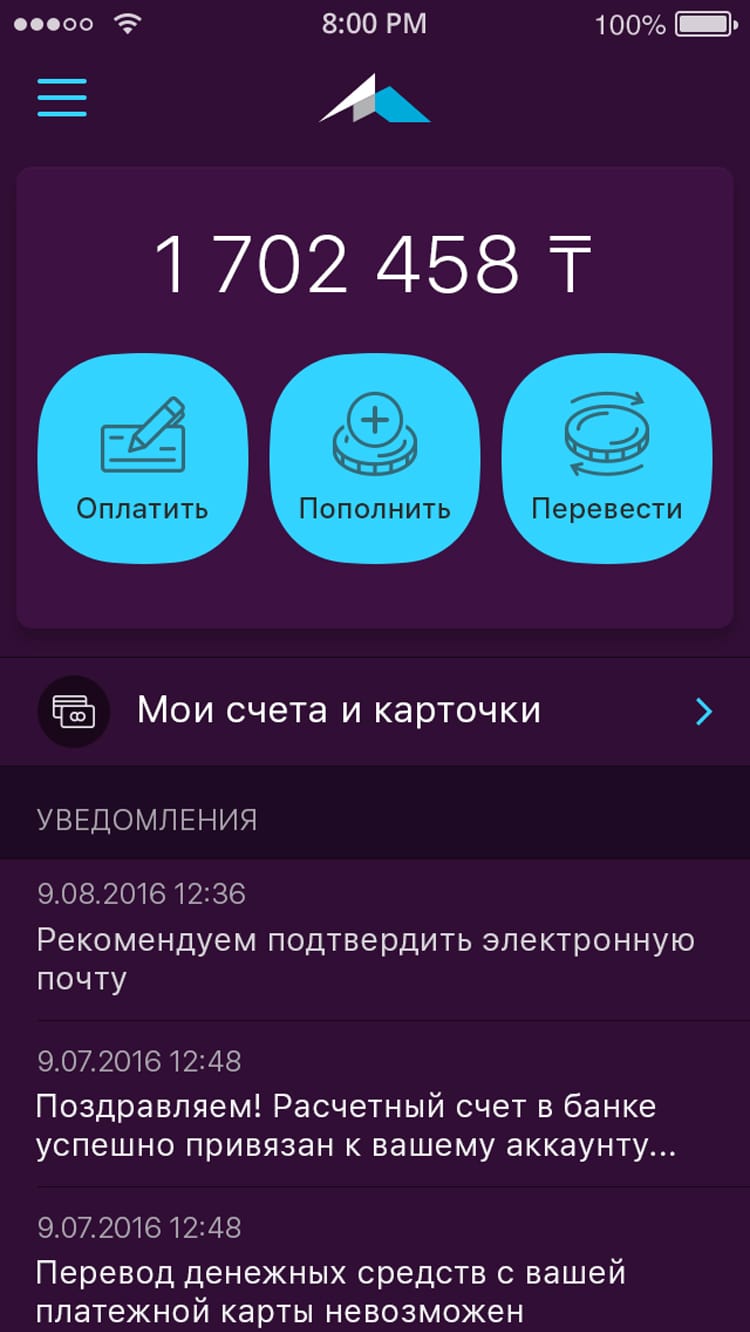 8:00 PM 100%
1 702 458 ₸
Оплатить Пополнить Перевести
Мои счета и карточки
УВЕДОМЛЕНИЯ
9.08.2016 12:36
Рекомендуем подтвердить электронную
почту
9.07.2016 12:48
Поздравляем! Расчетный счет в банке
успешно привязан к вашему аккаунту...
9.07.2016 12:48
Перевод денежных средств с вашей
платежной карты невозможен